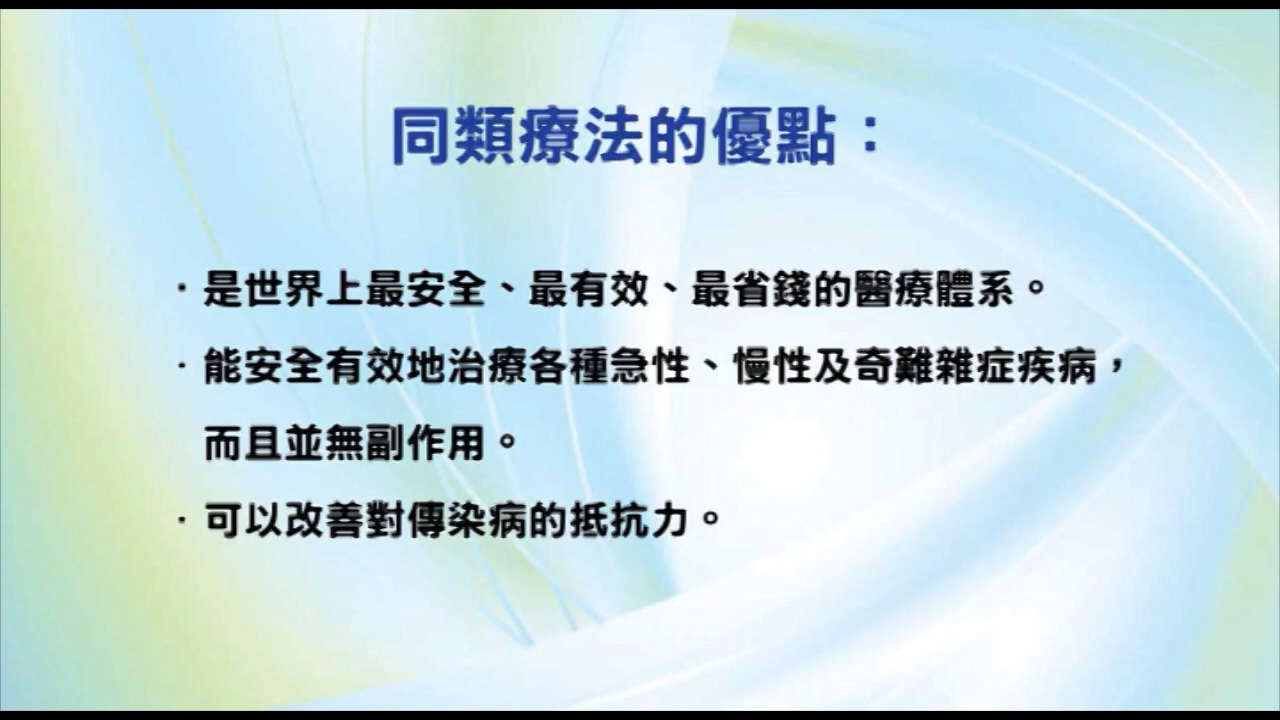 同類療法的優點：
·是世界上最安全、最有效、最省錢的醫療體系。
·能安全有效地治療各種急性、慢性及奇難雜症疾病，
而且並無副作用。
·可以改善對傳染病的抵抗力。